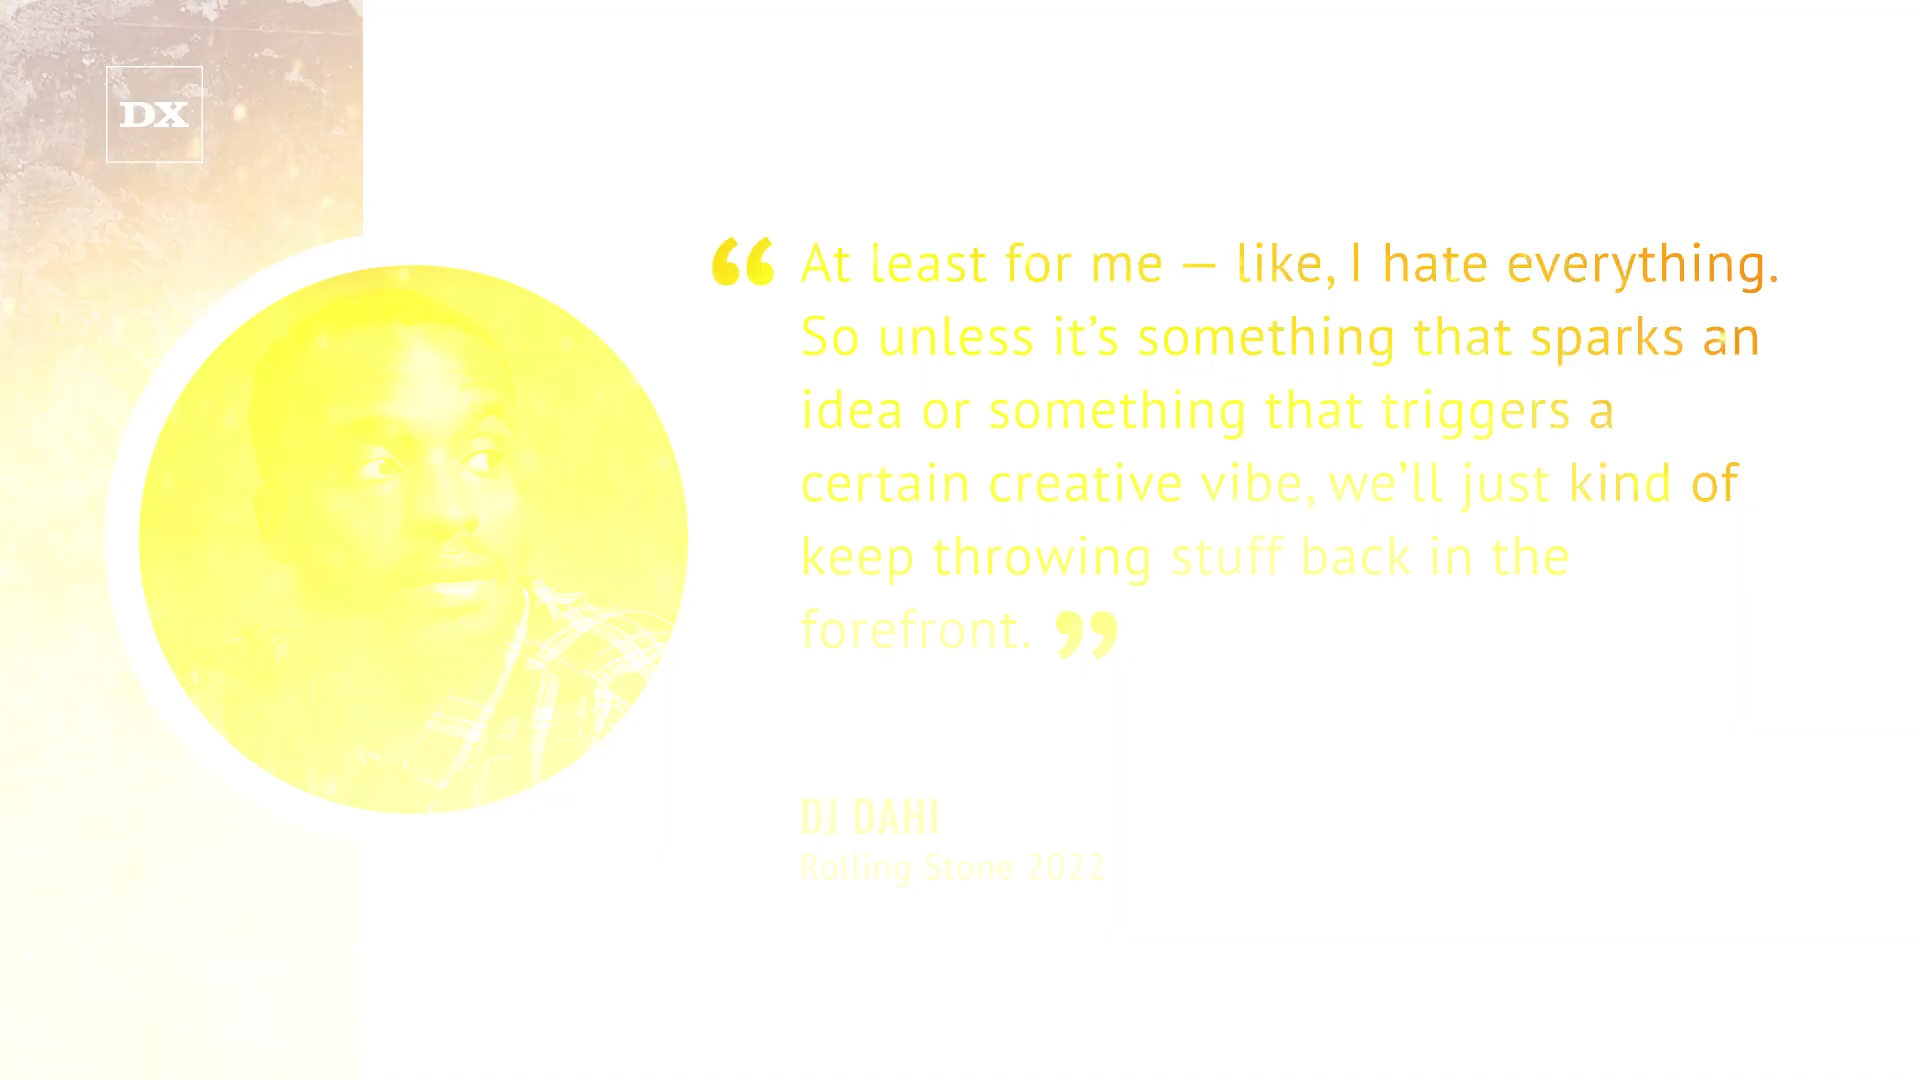 DX
“ At least for me — like, I hate everything.
So unless it’s something that sparks an
idea or something that triggers a
certain creative vibe, we’ll just kind of
keep throwing stuff back in the
forefront. ”
DJ DAHI
Rolling Stone 2022